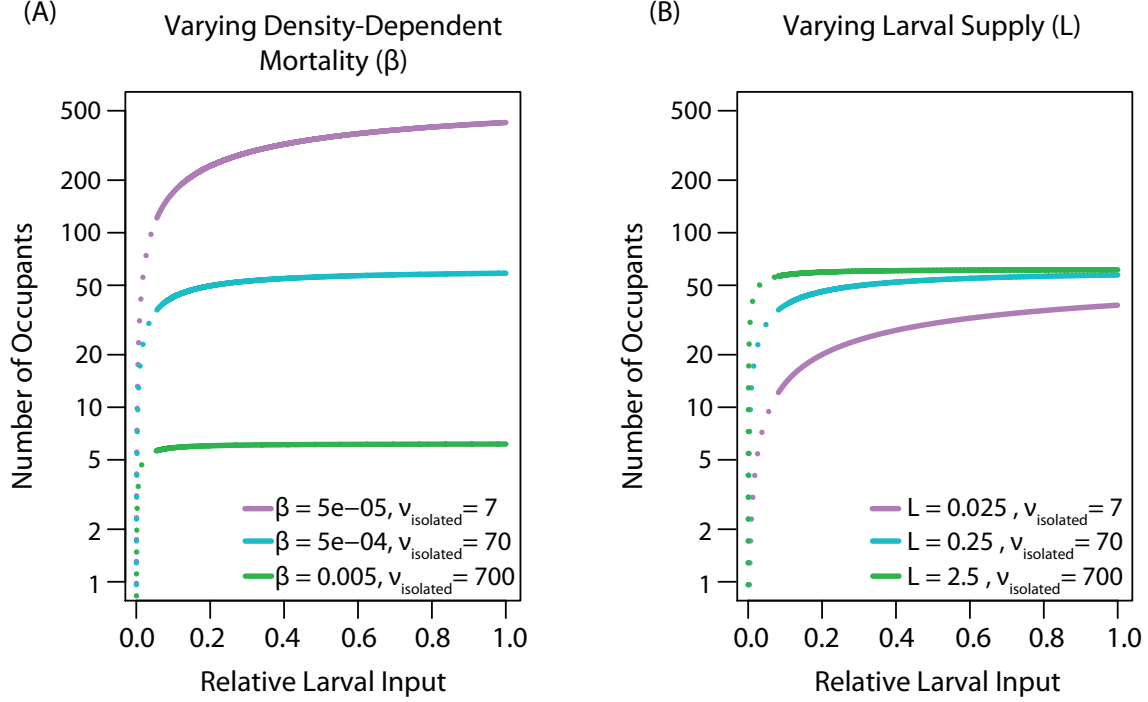 (A)
Varying Density-Dependent
Mortality (β)
500
200
100
50
20
10
5
2
1
Number of Occupants
β = 5e−05, νisolated= 7
β = 5e−04, νisolated= 70
β = 0.005, νisolated= 700
0.0 0.2 0.4 0.6 0.8 1.0
Relative Larval Input
(B)
Varying Larval Supply (L)
500
200
100
50
20
10
5
2
1
Number of Occupants
L = 0.025 , νisolated= 7
L = 0.25 , νisolated= 70
L = 2.5 , νisolated= 700
0.0 0.2 0.4 0.6 0.8 1.0
Relative Larval Input